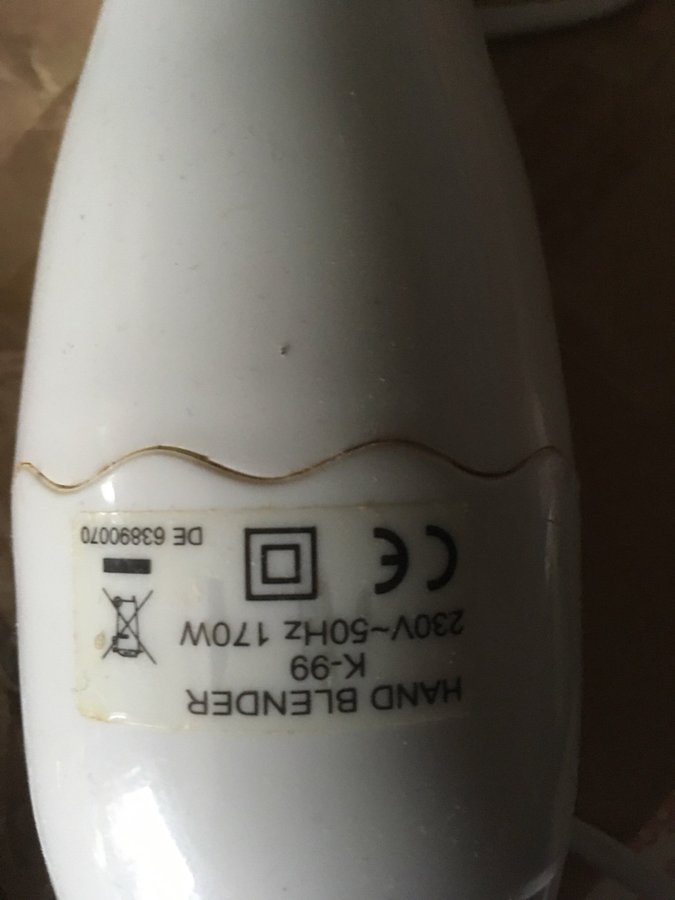 HAND BLENDER
K-99
230V~50Hz 170W
CE
DE 63890070